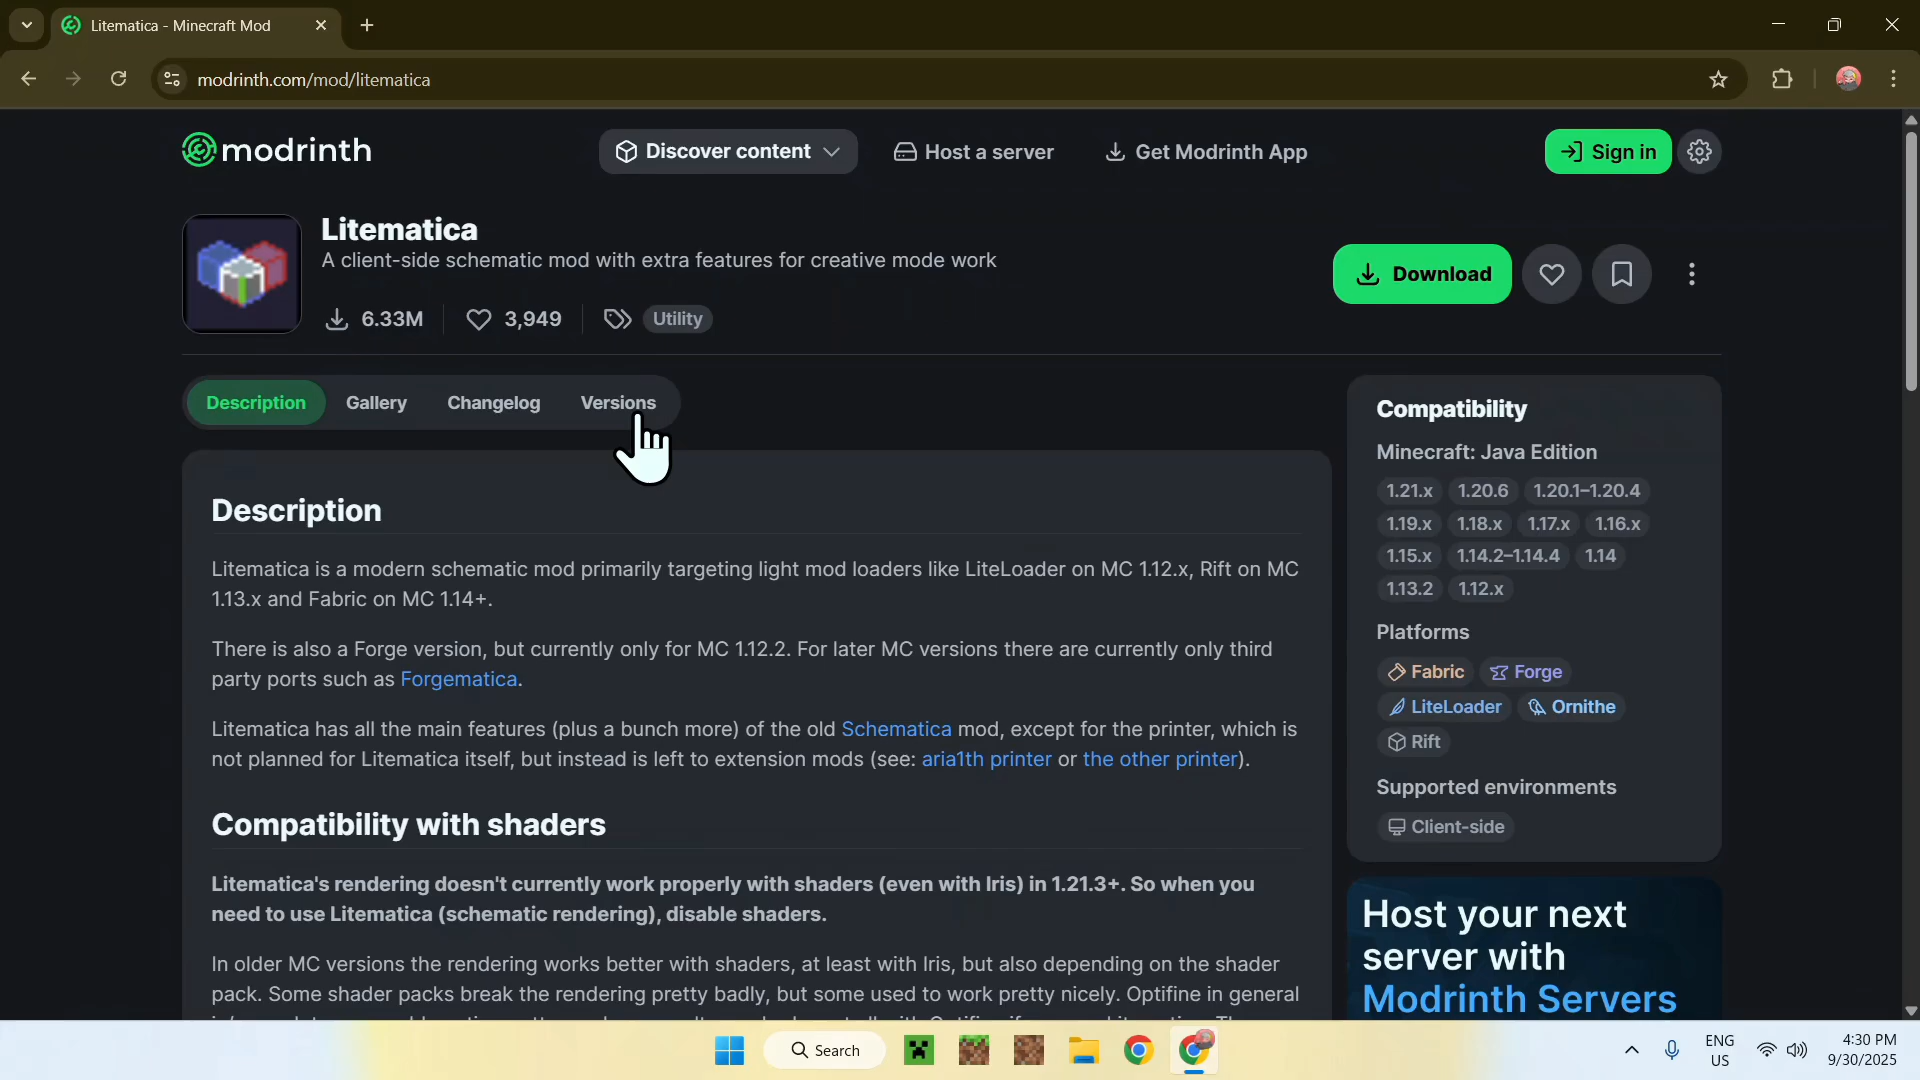 Litematica - Minecraft Mod
modrinth.com/mod/litematica
modrinth
Discover content
Host a server
Get Modrinth App
Sign in
Litematica
A client-side schematic mod with extra features for creative mode work
6.33M
3,949
Utility
Download
Description
Gallery
Changelog
Versions
Description
Litematica is a modern schematic mod primarily targeting light mod loaders like LiteLoader on MC 1.12.x, Rift on MC
1.13.x and Fabric on MC 1.14+.
There is also a Forge version, but currently only for MC 1.12.2. For later MC versions there are currently only third
party ports such as Forgematica.
Litematica has all the main features (plus a bunch more) of the old Schematica mod, except for the printer, which is
not planned for Litematica itself, but instead is left to extension mods (see: aria1th printer or the other printer).
Compatibility with shaders
Litematica's rendering doesn't currently work properly with shaders (even with Iris) in 1.21.3+. So when you
need to use Litematica (schematic rendering), disable shaders.
In older MC versions the rendering works better with shaders, at least with Iris, but also depending on the shader
pack. Some shader packs break the rendering pretty badly, but some used to work pretty nicely. Optifine in general
Compatibility
Minecraft: Java Edition
1.21.x 1.20.6 1.20.1–1.20.4
1.19.x 1.18.x 1.17.x 1.16.x
1.15.x 1.14.2–1.14.4 1.14
1.13.2 1.12.x
Platforms
Fabric Forge
LiteLoader Ornithe
Rift
Supported environments
Client-side
Host your next
server with
Modrinth Servers
Search
ENG
US
4:30 PM
9/30/2025